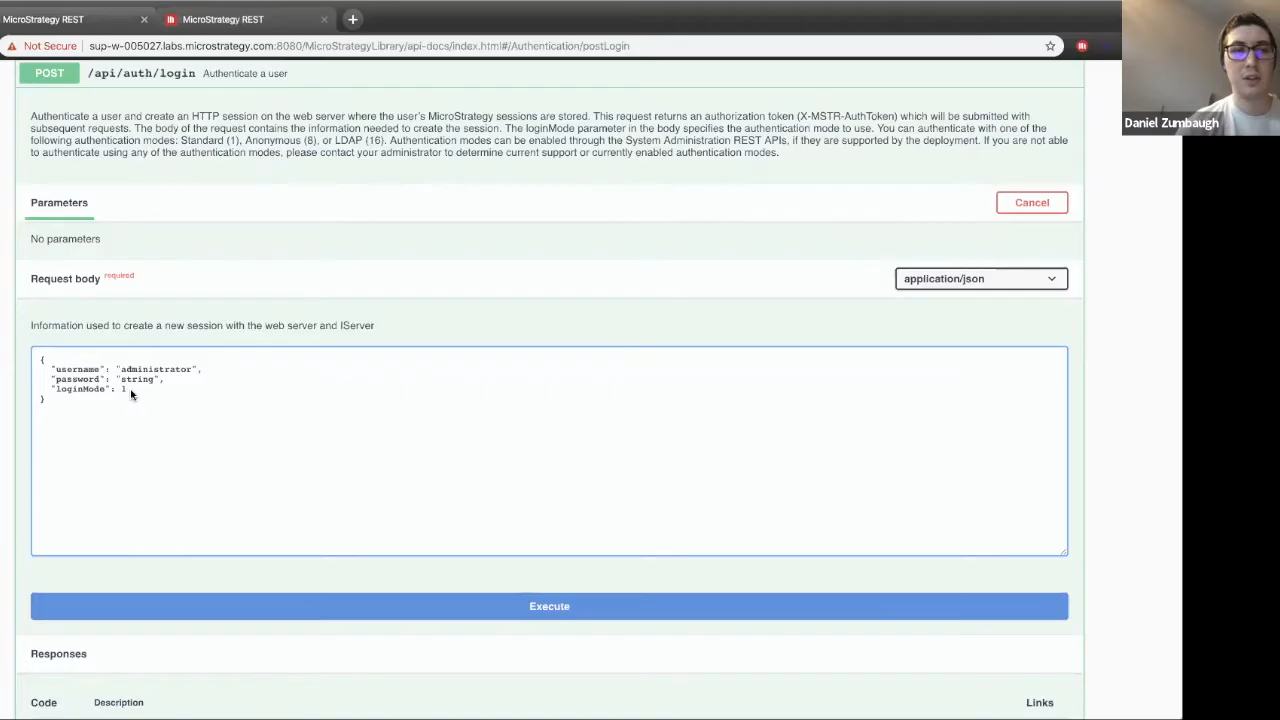 MicroStrategy REST
MicroStrategy REST
Not Secure sup-w-005027.labs.microstrategy.com:8080/MicroStrategyLibrary/api-docs/index.html#/Authentication/postLogin
POST /api/auth/login Authenticate a user
Authenticate a user and create an HTTP session on the web server where the user's MicroStrategy sessions are stored. This request returns an authorization token (X-MSTR-AuthToken) which will be submitted with
subsequent requests. The body of the request contains the information needed to create the session. The loginMode parameter in the body specifies the authentication mode to use. You can authenticate with one of the
following authentication modes: Standard (1), Anonymous (8), or LDAP (16). Authentication modes can be enabled through the System Administration REST APIs, if they are supported by the deployment. If you are not able
to authenticate using any of the authentication modes, please contact your administrator to determine current support or currently enabled authentication modes.
Daniel Zumbaugh
Parameters
Cancel
No parameters
Request body required
application/json
Information used to create a new session with the web server and IServer
{
"username": "administrator",
"password": "string",
"loginMode": 1
}
Execute
Responses
Code Description Links